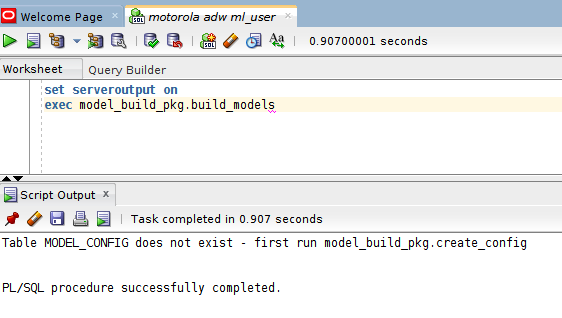 Welcome Page
motorola adw ml_user
SQL
0.90700001 seconds
Worksheet
Query Builder
set serveroutput on
exec model_build_pkg.build_models
Script Output
Task completed in 0.907 seconds
Table MODEL_CONFIG does not exist - first run model_build_pkg.create_config
PL/SQL procedure successfully completed.